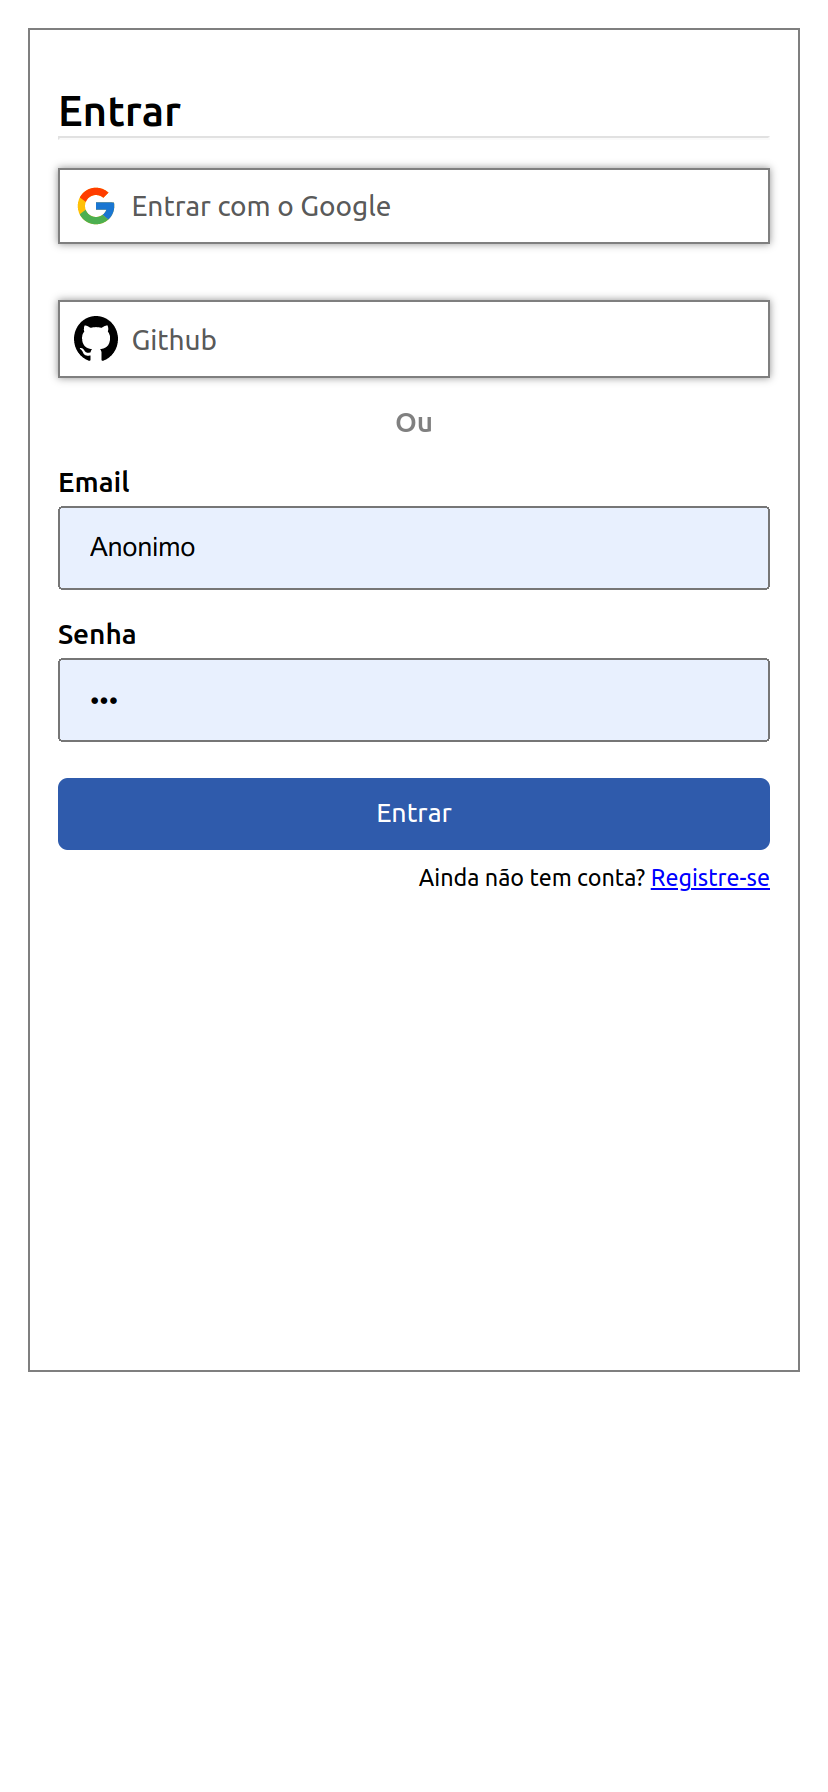 Entrar
Entrar com o Google
Github
Ou
Email
Anonimo
Senha
•••
Entrar
Ainda não tem conta? Registre-se